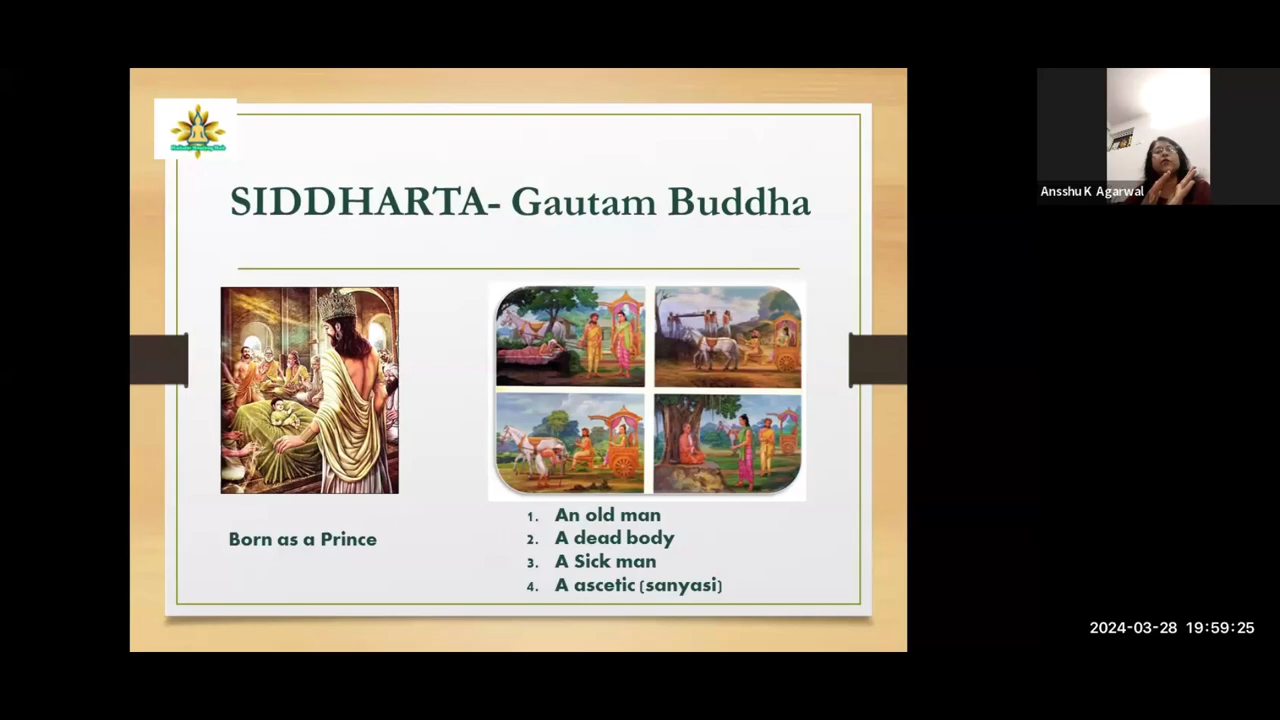 SIDDHARTA- Gautam Buddha
Born as a Prince
1. An old man
2. A dead body
3. A Sick man
4. A ascetic (sanyasi)
Ansshu K Agarwal
2024-03-28 19:59:25